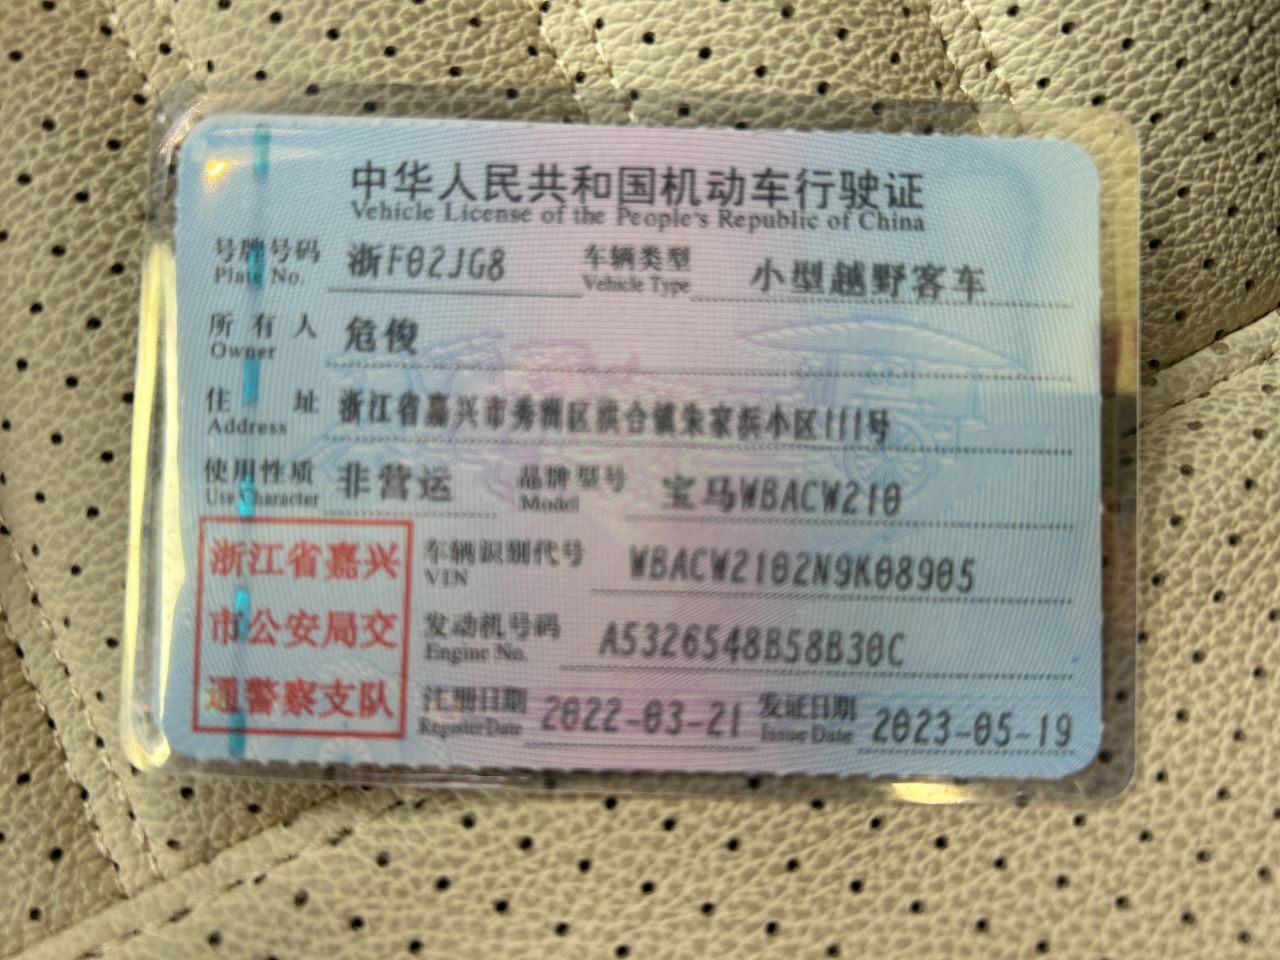 中华人民共和国机动车行驶证
Vehicle License of the People's Republic of China
号牌号码 浙F02JG8 车辆类型 小型越野客车
Plate No. Vehicle Type
所有人 危俊
Owner
住址 浙江省嘉兴市秀洲区洪合镇朱家浜小区111号
Address
使用性质 非营运 品牌型号 宝马WBACW210
Use Character Model
浙江省嘉兴
市公安局交
通警察支队
车辆识别代号 WBACW2102N9K08905
VIN
发动机号码 A5326548B58B30C
Engine No.
注册日期 2022-03-21 发证日期 2023-05-19
Register Date Issue Date